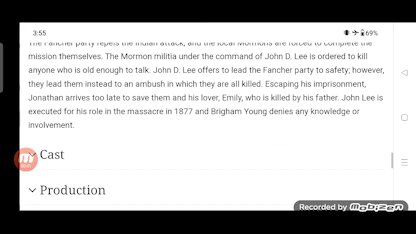 3:55
69%
The Fancher party repels the Indian attack, and the local Mormons are forced to complete the
mission themselves. The Mormon militia under the command of John D. Lee is ordered to kill
anyone who is old enough to talk. John D. Lee offers to lead the Fancher party to safety; however,
they lead them instead to an ambush in which they are all killed. Escaping his imprisonment,
Jonathan arrives too late to save them and his lover, Emily, who is killed by his father. John Lee is
executed for his role in the massacre in 1877 and Brigham Young denies any knowledge or
involvement.
Cast
Production
Recorded by Mobizen